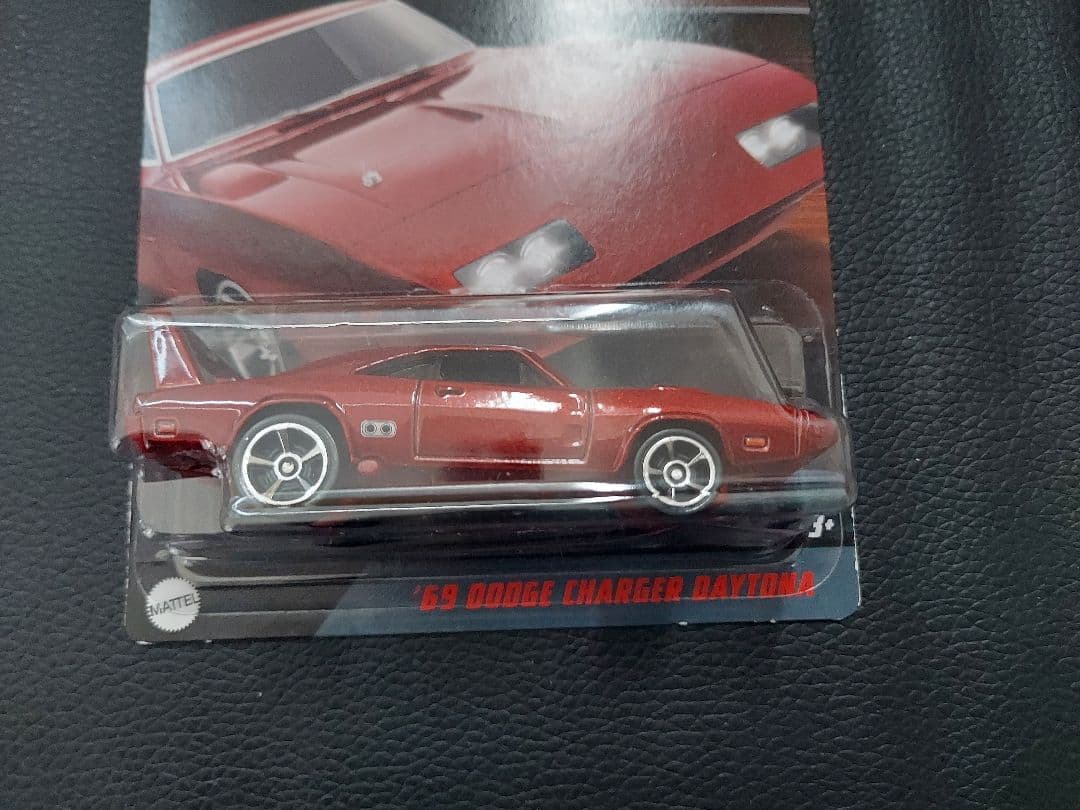 3+
MATTEL
'69 DODGE CHARGER DAYTONA